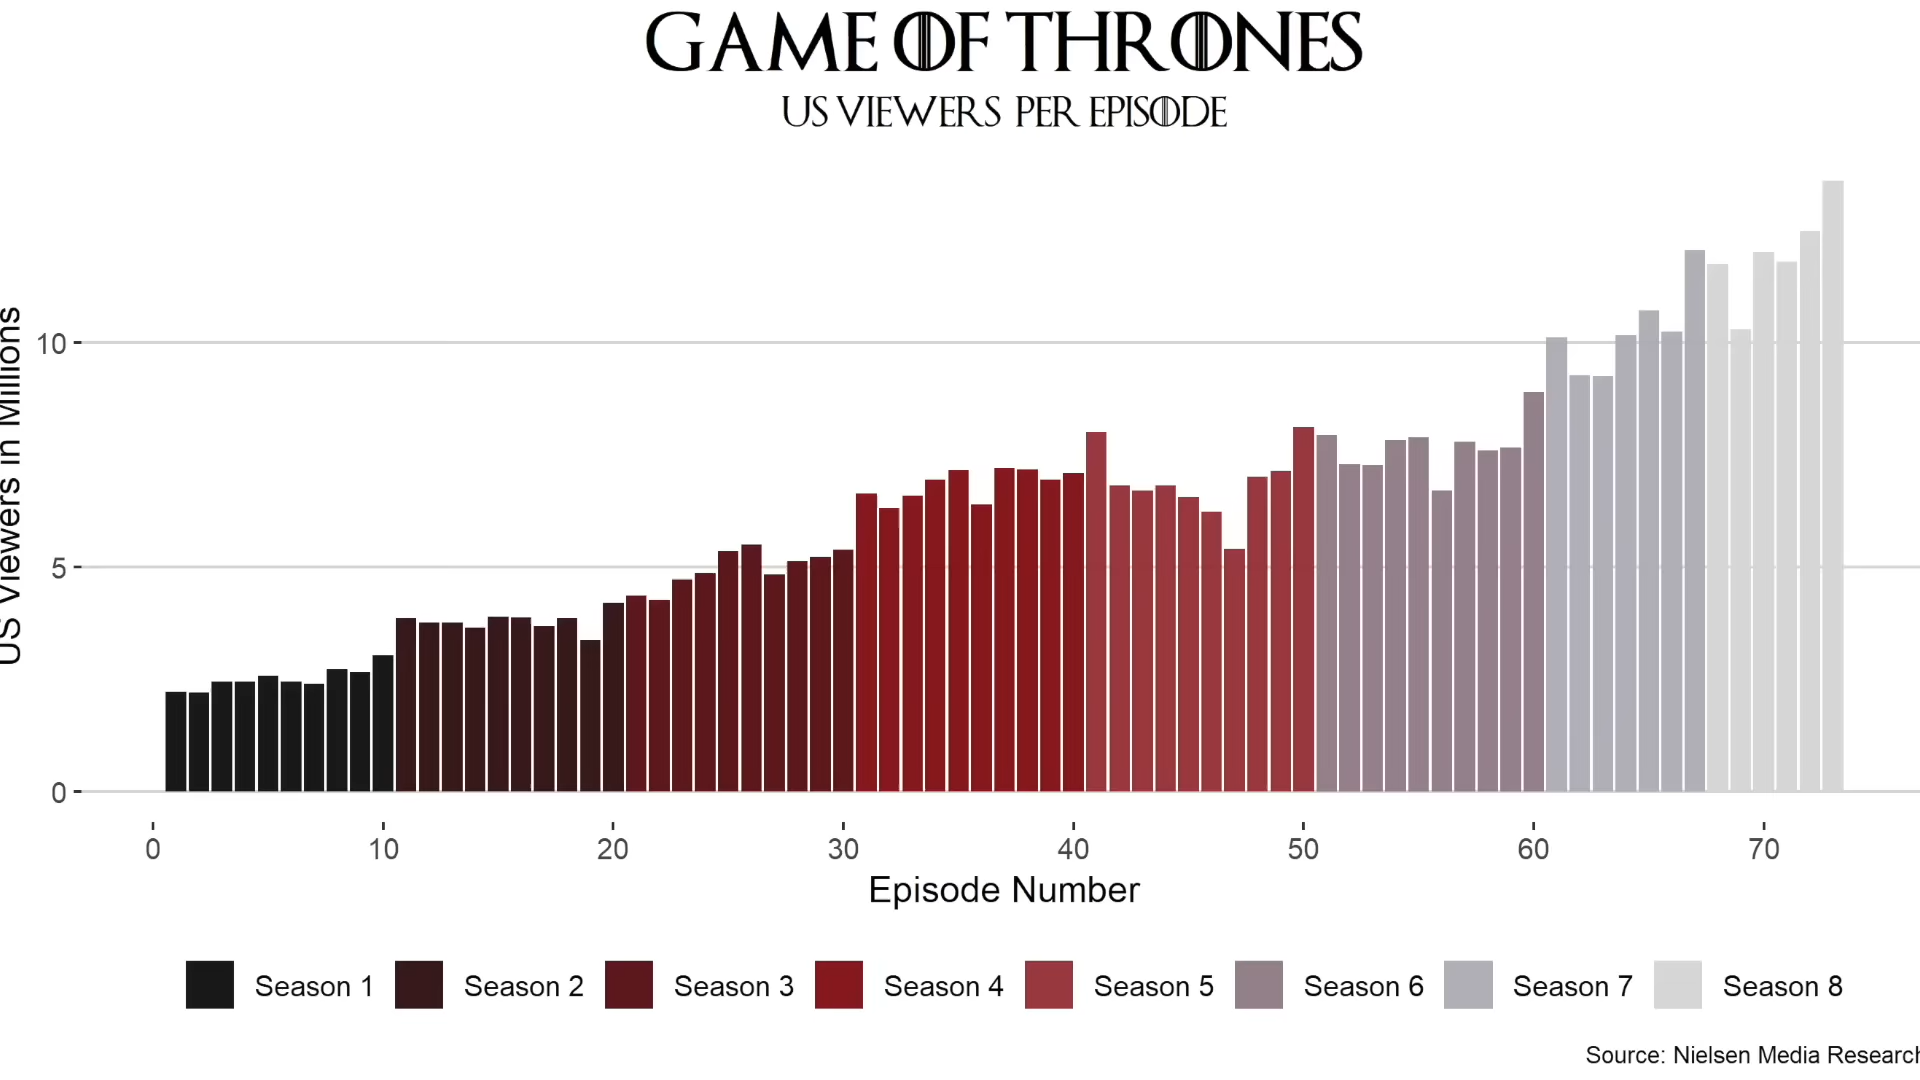 GAME OF THRONES
US VIEWERS PER EPISODE
US Viewers in Millions
10
5
0
0 10 20 30 40 50 60 70
Episode Number
Season 1 Season 2 Season 3 Season 4 Season 5 Season 6 Season 7 Season 8
Source: Nielsen Media Research